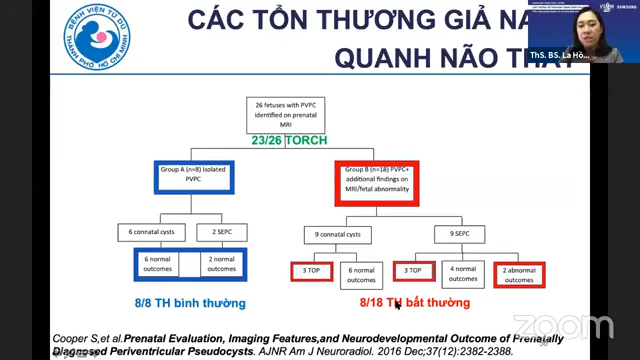 BỆNH VIỆN TỪ DŨ
THÀNH PHỐ HỒ CHÍ MINH
CÁC TỔN THƯƠNG GIẢ NA
QUANH NÃO THẤT
ThS. BS. La Hồ...
VSUM
SAMSUNG
26 fetuses with PVPC
identified on prenatal
MRI
23/26 TORCH
Group A (n=8) Isolated
PVPC
Group B (n=18) PVPC+
additional findings on
MRI/fetal abnormality
6 connatal cysts
2 SEPC
9 connatal cysts
9 SEPC
6 normal
outcomes
2 normal
outcomes
3 TOP
6 normal
outcomes
3 TOP
4 normal
outcomes
2 abnormal
outcomes
8/8 TH bình thường
8/18 TH bất thường
zoom
Cooper S,et al.Prenatal Evaluation, Imaging Features,and Neurodevelopmental Outcome of Prenatally
Diagnosed Periventricular Pseudocysts. AJNR Am J Neuroradiol. 2016 Dec;37(12):2382-2388.